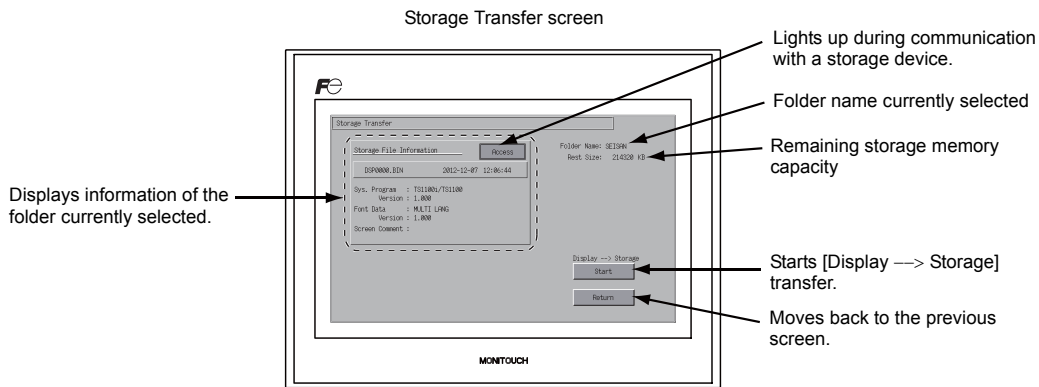 Storage Transfer screen
Lights up during communication
with a storage device.
Folder name currently selected
Remaining storage memory
capacity
Displays information of the
folder currently selected.
Starts [Display −−> Storage]
transfer.
Moves back to the previous
screen.
Fe
Storage Transfer
Storage File Information
Access
DSP0000.BIN 2012-12-07 12:06:44
Sys. Program : TS1100i/TS1100
Version : 1.000
Font Data : MULTI LANG
Version : 1.000
Screen Comment :
Folder Name: SEISAN
Rest Size: 214320 KB
Display --> Storage
Start
Return
MONITOUCH